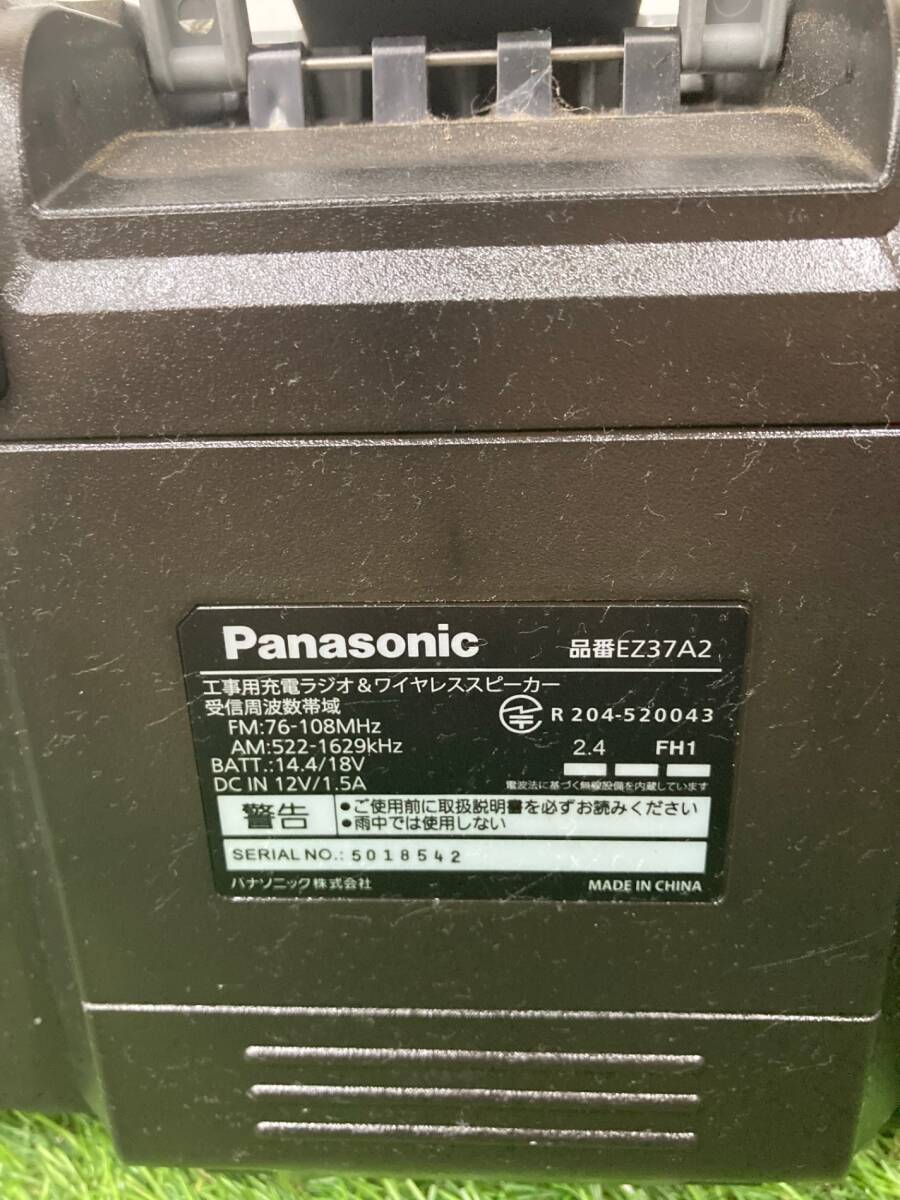 Panasonic 品番EZ37A2
工事用充電ラジオ&ワイヤレススピーカー
受信周波数帯域
FM:76-108MHz
AM:522-1629kHz
BATT.:14.4/18V
DC IN 12V/1.5A
R 204-520043
2.4 FH1
電波法に基づく無線設備を内蔵しています
警告
•ご使用前に取扱説明書を必ずお読みください
•雨中では使用しない
SERIAL NO.: 5018542
パナソニック株式会社 MADE IN CHINA